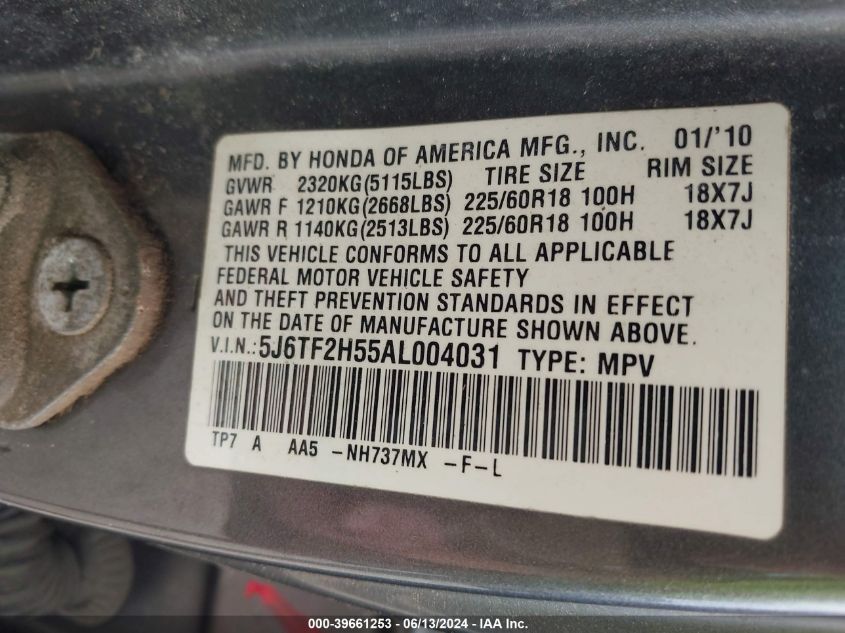 MFD. BY HONDA OF AMERICA MFG., INC. 01/'10
GVWR 2320KG(5115LBS) TIRE SIZE RIM SIZE
GAWR F 1210KG(2668LBS) 225/60R18 100H 18X7J
GAWR R 1140KG(2513LBS) 225/60R18 100H 18X7J
THIS VEHICLE CONFORMS TO ALL APPLICABLE
FEDERAL MOTOR VEHICLE SAFETY
AND THEFT PREVENTION STANDARDS IN EFFECT
ON THE DATE OF MANUFACTURE SHOWN ABOVE.
V.I.N.:5J6TF2H55AL004031 TYPE: MPV
TP7 A AA5 -NH737MX -F-L
000-39661253 - 06/13/2024 - IAA Inc.